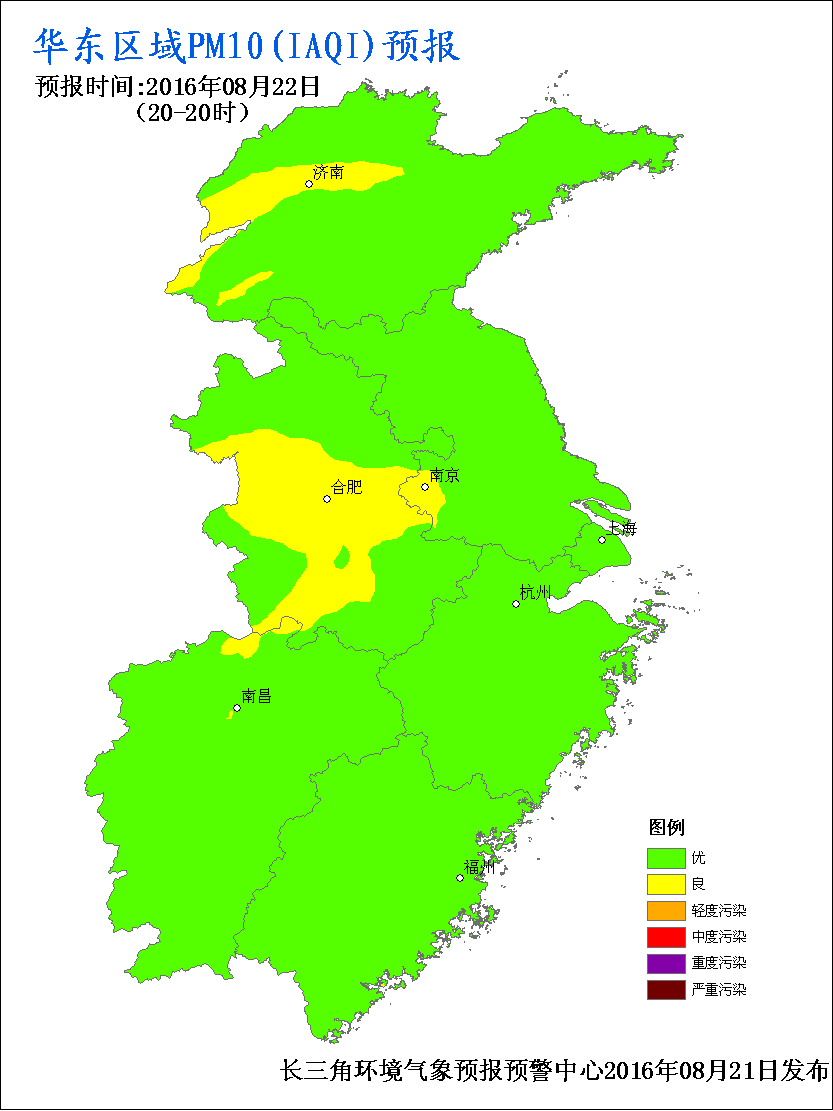 华东区域PM10(IAQI)预报
预报时间:2016年08月22日
(20-20时)
济南
南京
合肥
上海
杭州
南昌
福州
图例
优
良
轻度污染
中度污染
重度污染
严重污染
长三角环境气象预报预警中心2016年08月21日发布